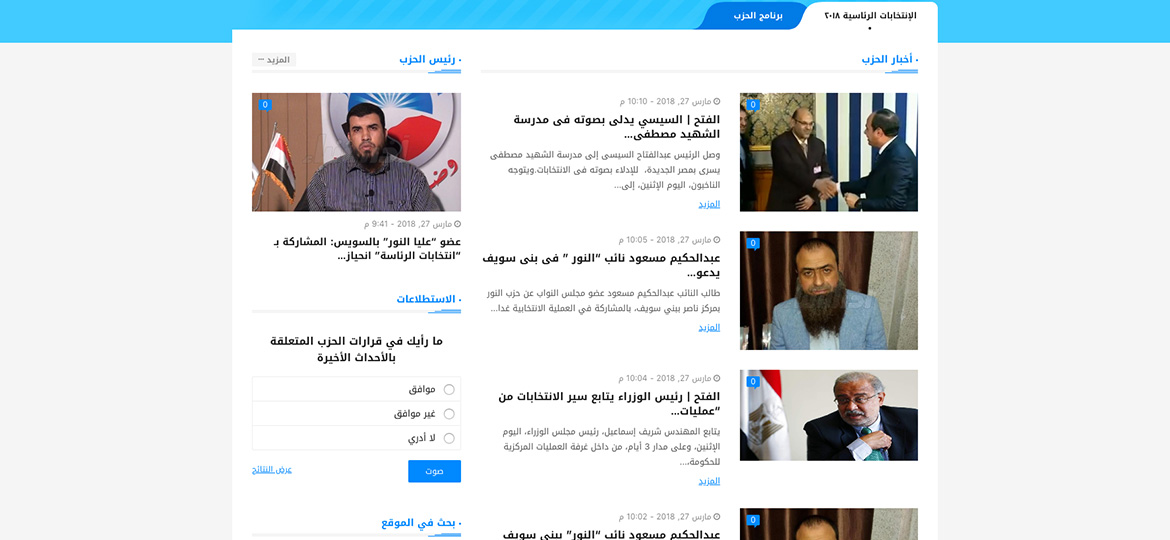 الإنتخابات الرئاسية ٢٠١٨
برنامج الحزب
أخبار الحزب
0
مارس 27, 2018 - 10:10 م
الفتح | السيسي يدلى بصوته فى مدرسة
الشهيد مصطفى...
وصل الرئيس عبدالفتاح السيسى إلى مدرسة الشهيد مصطفى
يسرى بمصر الجديدة، للإدلاء بصوته فى الانتخابات.ويتوجه
الناخبون، اليوم الإثنين، إلى...
المزيد
0
مارس 27, 2018 - 10:05 م
عبدالحكيم مسعود نائب “النور ” فى بنى سويف
يدعو...
طالب النائب عبدالحكيم مسعود عضو مجلس النواب عن حزب النور
بمركز ناصر ببني سويف، بالمشاركة في العملية الانتخابية غدا...
المزيد
0
مارس 27, 2018 - 10:04 م
الفتح | رئيس الوزراء يتابع سير الانتخابات من
“عمليات...
يتابع المهندس شريف إسماعيل، رئيس مجلس الوزراء، اليوم
الإثنين، وعلى مدار 3 أيام، من داخل غرفة العمليات المركزية
للحكومة،...
المزيد
0
مارس 27, 2018 - 10:02 م
عبدالحكيم مسعود نائب “النور” ببنى سويف
رئيس الحزب
المزيد ...
0
مارس 27, 2018 - 9:41 م
عضو “عليا النور” بالسويس: المشاركة بـ
“انتخابات الرئاسة” انحياز...
الاستطلاعات
ما رأيك في قرارات الحزب المتعلقة
بالأحداث الأخيرة
موافق
غير موافق
لا أدري
صوت
عرض النتائج
بحث في الموقع